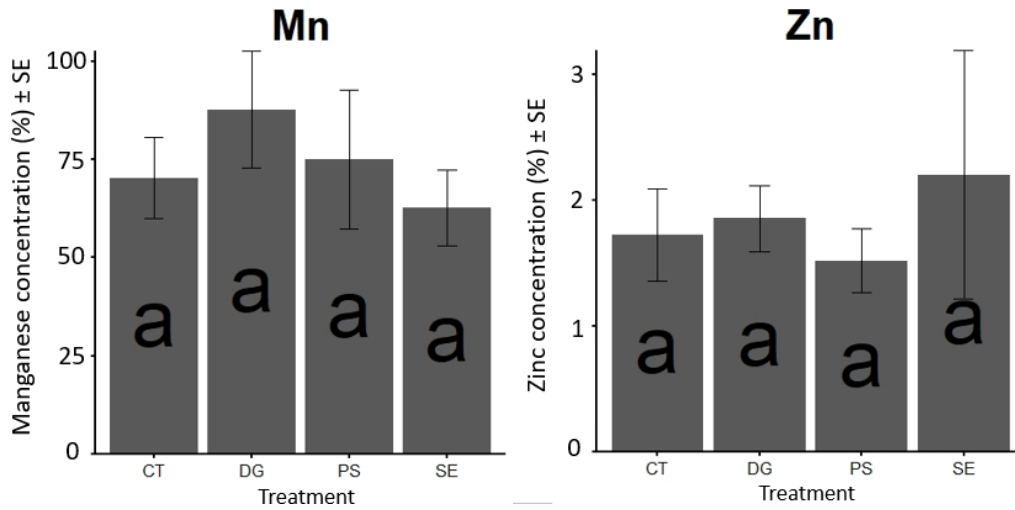 Mn
Manganese concentration (%) ± SE
100
75
50
25
0
a
a
a
a
CT
DG
PS
SE
Treatment
Zn
Zinc concentration (%) ± SE
3
2
1
0
a
a
a
a
CT
DG
PS
SE
Treatment